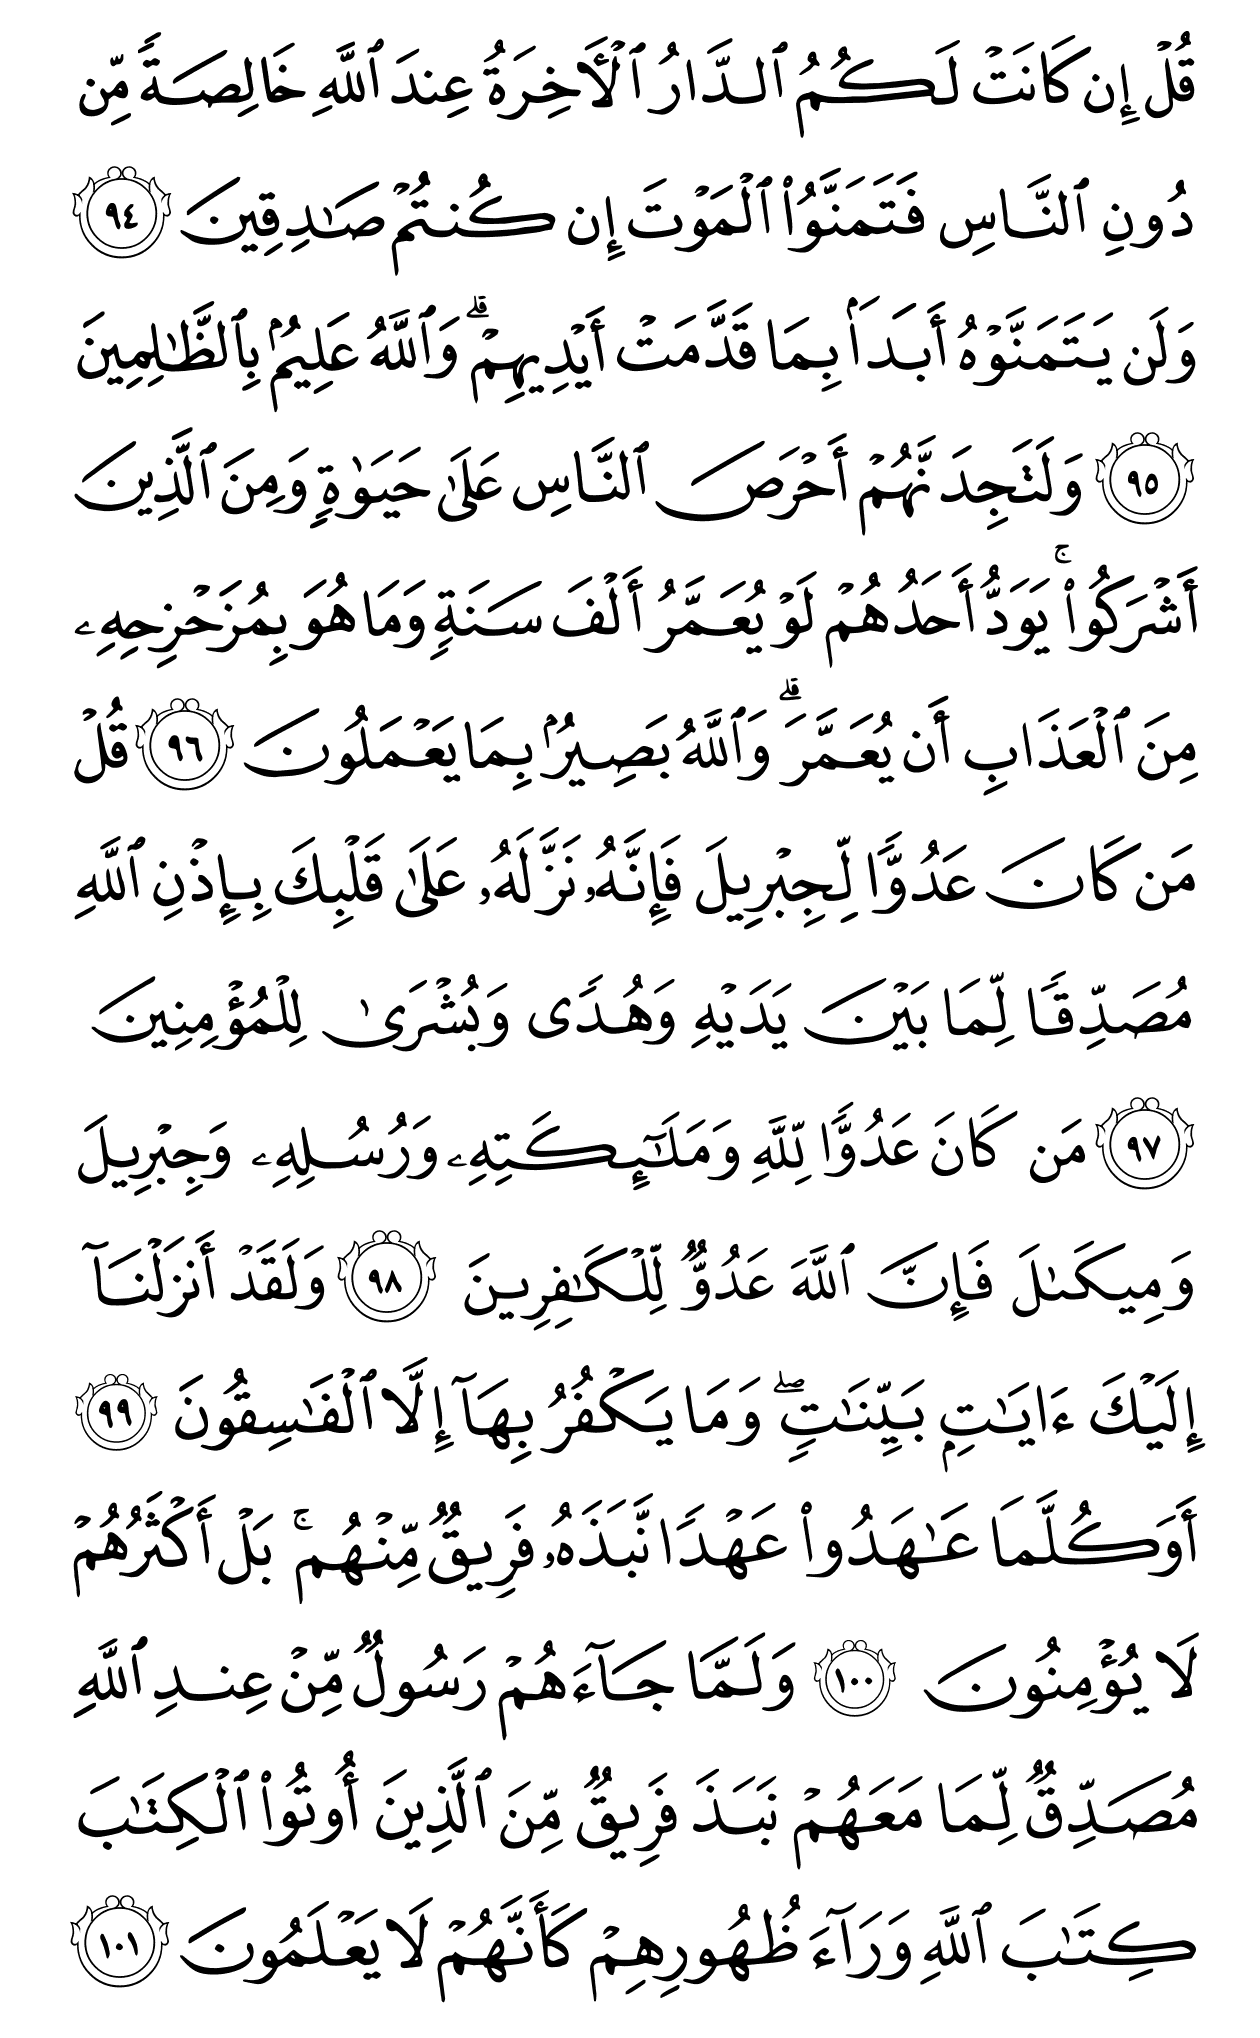 قُلْ إِن كَانَتْ لَكُمُ ٱلدَّارُ ٱلْأَخِرَةُ عِندَ ٱللَّهِ خَالِصَةً مِّن
دُونِ ٱلنَّاسِ فَتَمَنَّوُا۟ ٱلْمَوْتَ إِن كُنتُمْ صَـٰدِقِينَ ٩٤
وَلَن يَتَمَنَّوْهُ أَبَدَۢا بِمَا قَدَّمَتْ أَيْدِيهِمْ ۗ وَٱللَّهُ عَلِيمُۢ بِٱلظَّـٰلِمِينَ
٩٥ وَلَتَجِدَنَّهُمْ أَحْرَصَ ٱلنَّاسِ عَلَىٰ حَيَوٰةٍ وَمِنَ ٱلَّذِينَ
أَشْرَكُوا۟ ۚ يَوَدُّ أَحَدُهُمْ لَوْ يُعَمَّرُ أَلْفَ سَنَةٍ وَمَا هُوَ بِمُزَحْزِحِهِۦ
مِنَ ٱلْعَذَابِ أَن يُعَمَّرَ ۗ وَٱللَّهُ بَصِيرُۢ بِمَا يَعْمَلُونَ ٩٦ قُلْ
مَن كَانَ عَدُوًّا لِّجِبْرِيلَ فَإِنَّهُۥ نَزَّلَهُۥ عَلَىٰ قَلْبِكَ بِإِذْنِ ٱللَّهِ
مُصَدِّقًا لِّمَا بَيْنَ يَدَيْهِ وَهُدًى وَبُشْرَىٰ لِلْمُؤْمِنِينَ
٩٧ مَن كَانَ عَدُوًّا لِّلَّهِ وَمَلَـٰٓئِكَتِهِۦ وَرُسُلِهِۦ وَجِبْرِيلَ
وَمِيكَىٰلَ فَإِنَّ ٱللَّهَ عَدُوٌّ لِّلْكَـٰفِرِينَ ٩٨ وَلَقَدْ أَنزَلْنَآ
إِلَيْكَ ءَايَـٰتِۭ بَيِّنَـٰتٍ ۖ وَمَا يَكْفُرُ بِهَآ إِلَّا ٱلْفَـٰسِقُونَ ٩٩
أَوَكُلَّمَا عَـٰهَدُوا۟ عَهْدًا نَّبَذَهُۥ فَرِيقٌ مِّنْهُم ۚ بَلْ أَكْثَرُهُمْ
لَا يُؤْمِنُونَ ١٠٠ وَلَمَّا جَآءَهُمْ رَسُولٌ مِّنْ عِندِ ٱللَّهِ
مُصَدِّقٌ لِّمَا مَعَهُمْ نَبَذَ فَرِيقٌ مِّنَ ٱلَّذِينَ أُوتُوا۟ ٱلْكِتَـٰبَ
كِتَـٰبَ ٱللَّهِ وَرَآءَ ظُهُورِهِمْ كَأَنَّهُمْ لَا يَعْلَمُونَ ١٠١